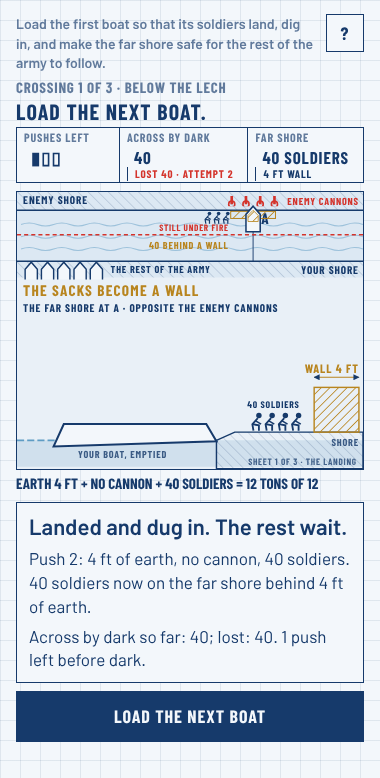 Load the first boat so that its soldiers land, dig
in, and make the far shore safe for the rest of the
army to follow.
?
CROSSING 1 OF 3 · BELOW THE LECH
LOAD THE NEXT BOAT.
PUSHES LEFT
ACROSS BY DARK
40
LOST 40 · ATTEMPT 2
FAR SHORE
40 SOLDIERS
4 FT WALL
ENEMY SHORE
ENEMY CANNONS
A
STILL UNDER FIRE
40 BEHIND A WALL
THE REST OF THE ARMY
YOUR SHORE
THE SACKS BECOME A WALL
THE FAR SHORE AT A · OPPOSITE THE ENEMY CANNONS
WALL 4 FT
40 SOLDIERS
SHORE
YOUR BOAT, EMPTIED
SHEET 1 OF 3 · THE LANDING
EARTH 4 FT + NO CANNON + 40 SOLDIERS = 12 TONS OF 12
Landed and dug in. The rest wait.
Push 2: 4 ft of earth, no cannon, 40 soldiers.
40 soldiers now on the far shore behind 4 ft
of earth.
Across by dark so far: 40; lost: 40. 1 push
left before dark.
LOAD THE NEXT BOAT